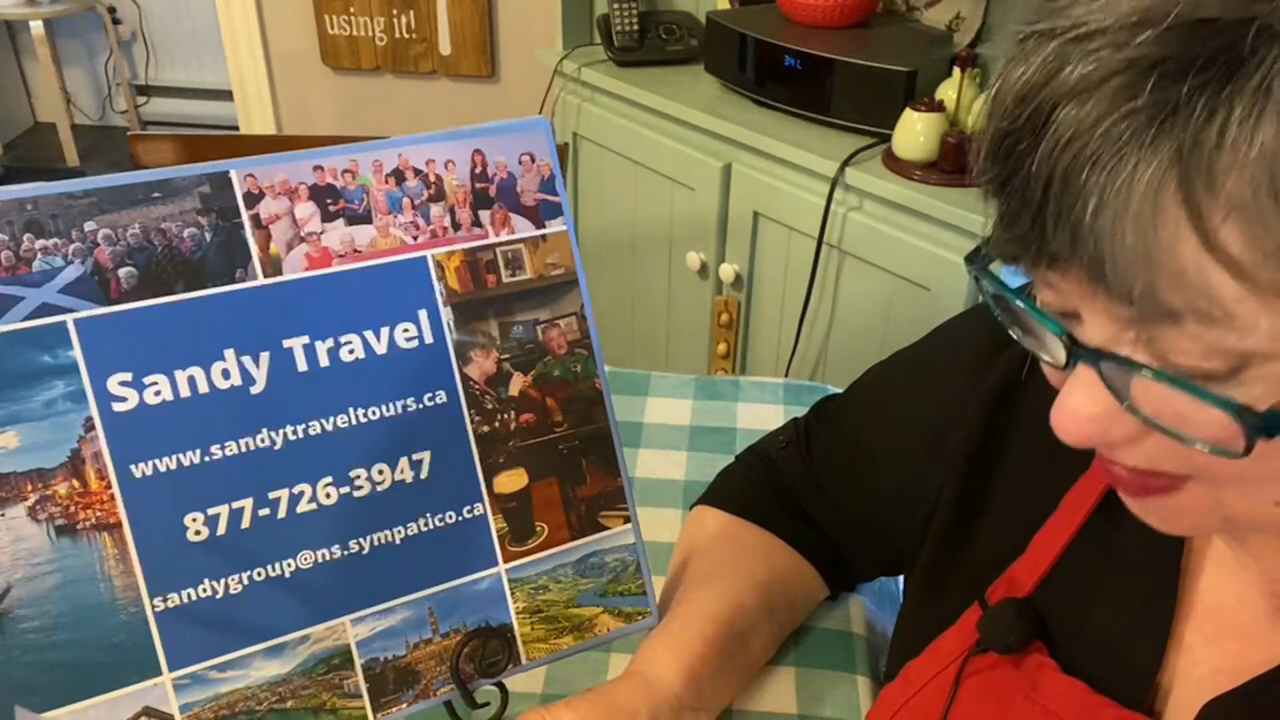 using it!
Sandy Travel
www.sandytraveltours.ca
877-726-3947
sandygroup@ns.sympatico.ca